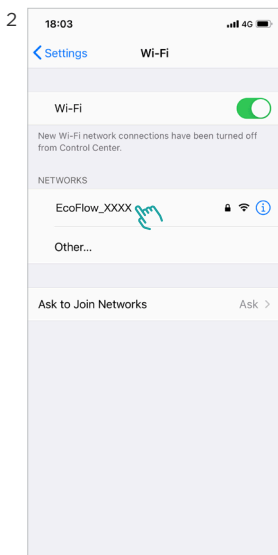 2
18:03
4G
Settings
Wi-Fi
Wi-Fi
New Wi-Fi network connections have been turned off
from Control Center.
NETWORKS
EcoFlow_XXXX
Other...
Ask to Join Networks
Ask